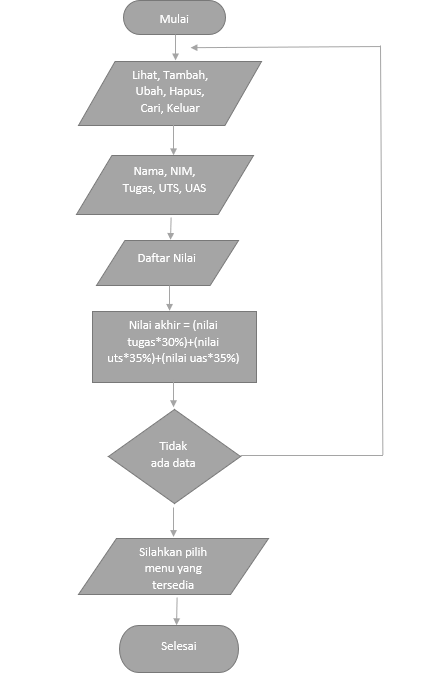 Mulai
Lihat, Tambah,
Ubah, Hapus,
Cari, Keluar
Nama, NIM,
Tugas, UTS, UAS
Daftar Nilai
Nilai akhir = (nilai
tugas*30%)+(nilai
uts*35%)+(nilai uas*35%)
Tidak
ada data
Silahkan pilih
menu yang
tersedia
Selesai